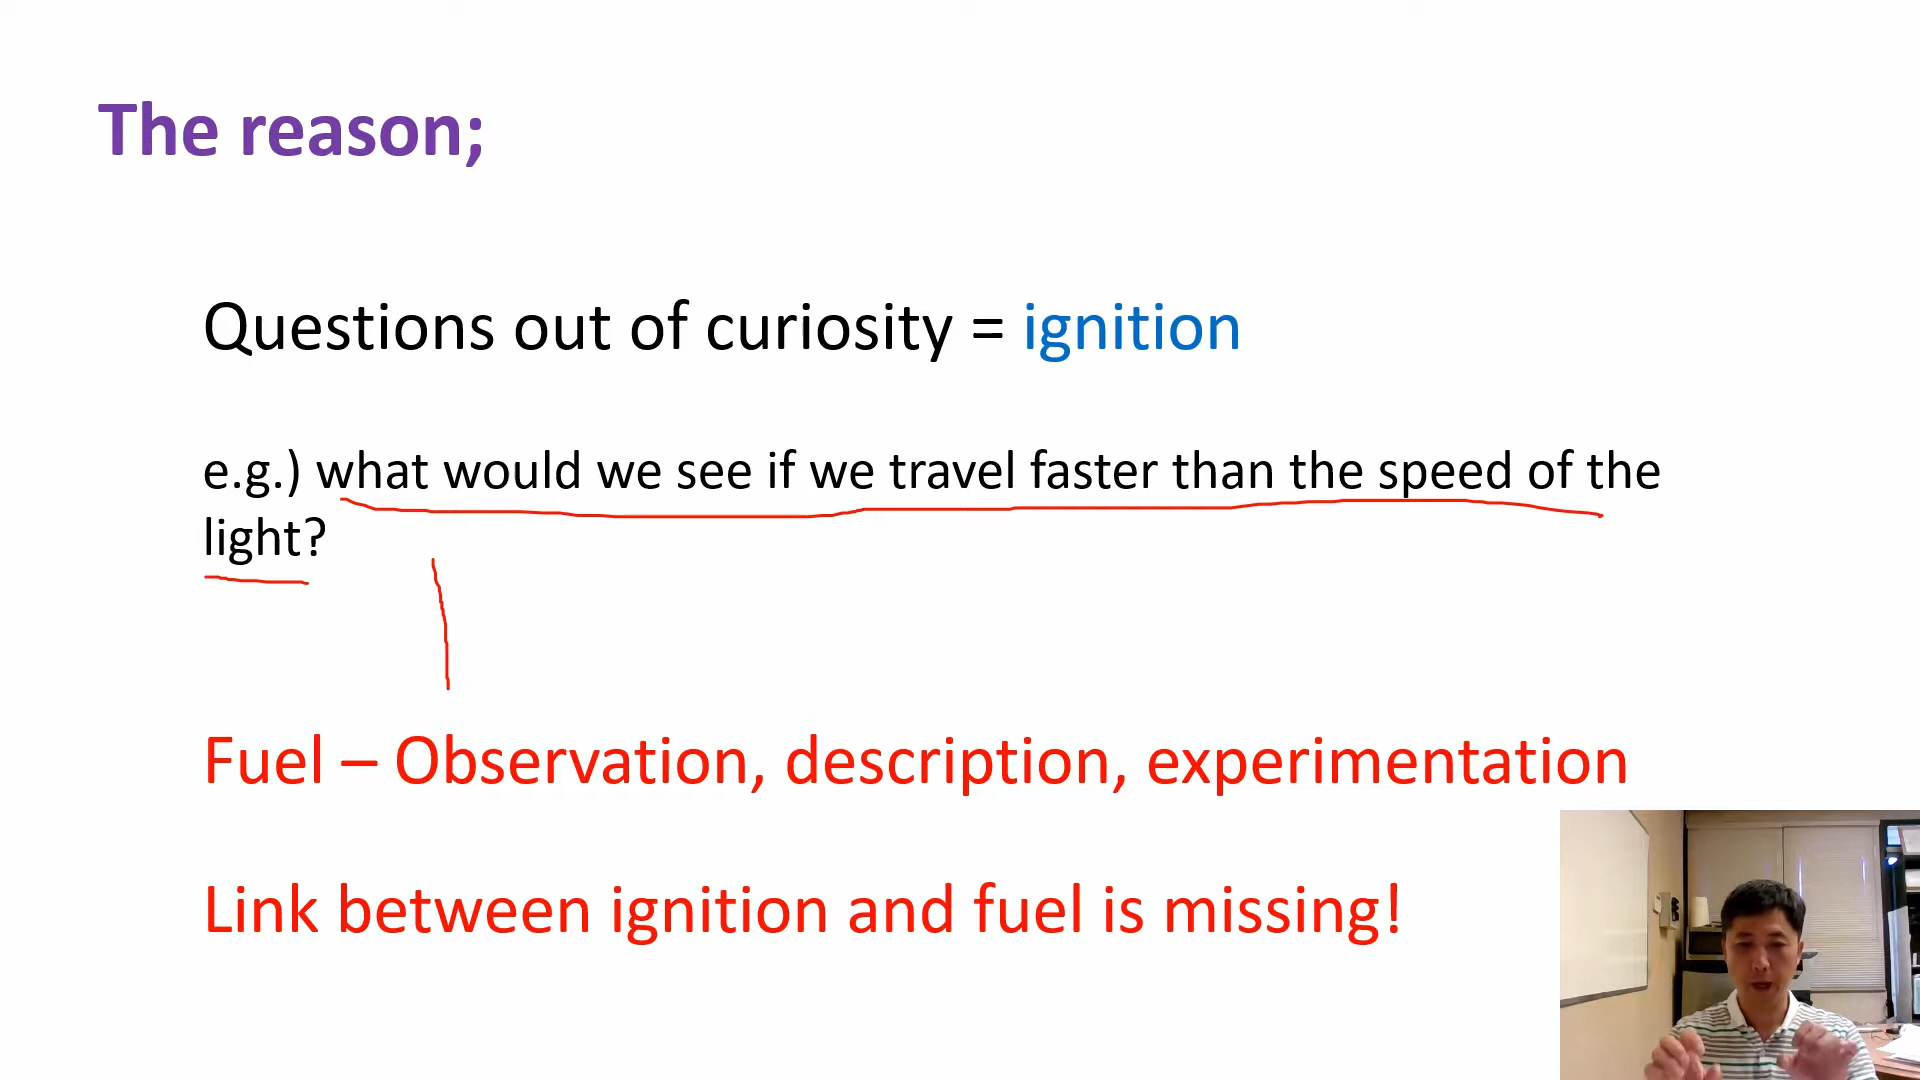 The reason;
Questions out of curiosity = ignition
e.g.) what would we see if we travel faster than the speed of the
light?
Fuel – Observation, description, experimentation
Link between ignition and fuel is missing!